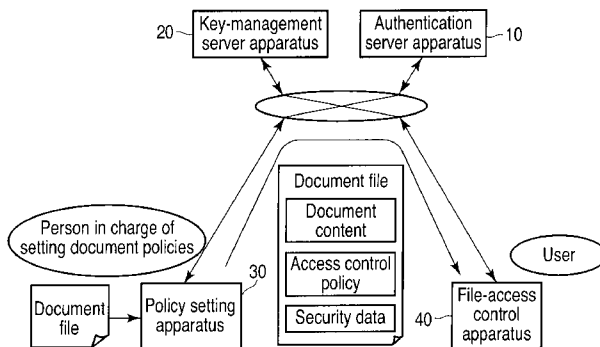 20
Key-management
server apparatus
Authentication
server apparatus
10
Document file
Document
content
Access control
policy
Security data
Person in charge of
setting document policies
User
30
Document
file
Policy setting
apparatus
40
File-access
control
apparatus